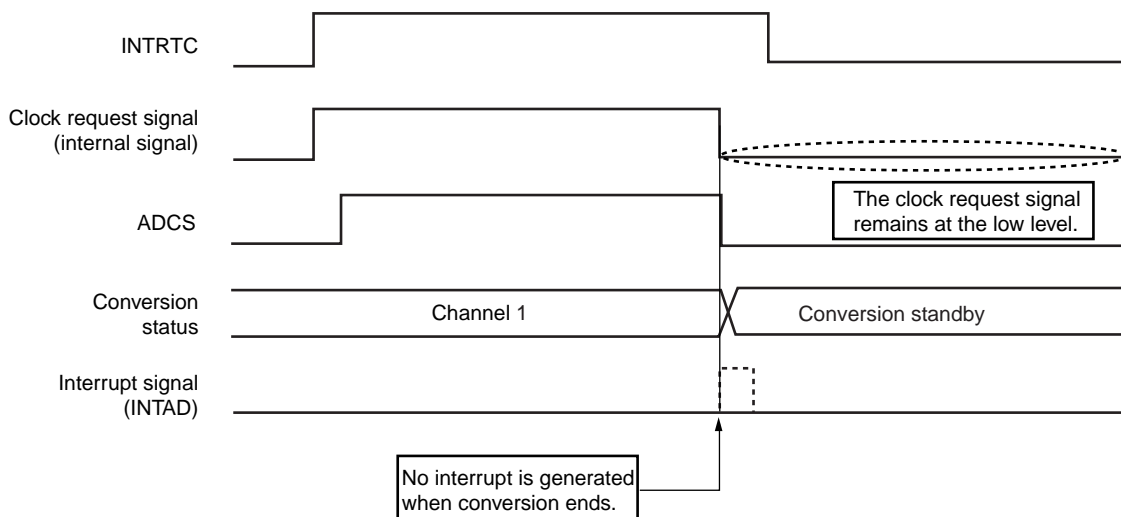 INTRTC
Clock request signal
(internal signal)
The clock request signal
remains at the low level.
ADCS
Conversion
status
Channel 1
Conversion standby
Interrupt signal
(INTAD)
No interrupt is generated
when conversion ends.